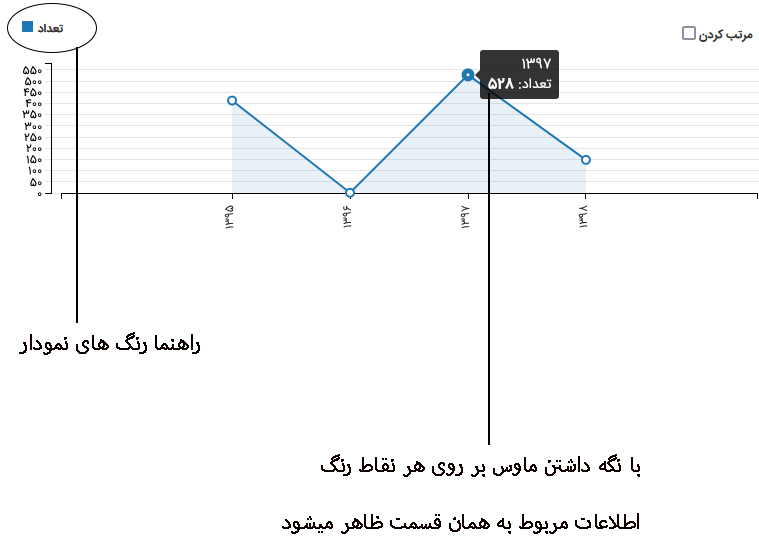 تعداد
مرتب کردن
۱۳۹۷
تعداد: ۵۲۸
۵۵۰
۵۰۰
۴۵۰
۴۰۰
۳۵۰
۳۰۰
۲۵۰
۲۰۰
۱۵۰
۱۰۰
۵۰
۰
۱۳۹۵
۱۳۹۶
۱۳۹۷
۱۳۹۸
راهنما رنگ های نمودار
با نگه داشتن ماوس بر روی هر نقاط رنگ
اطلاعات مربوط به همان قسمت ظاهر میشود